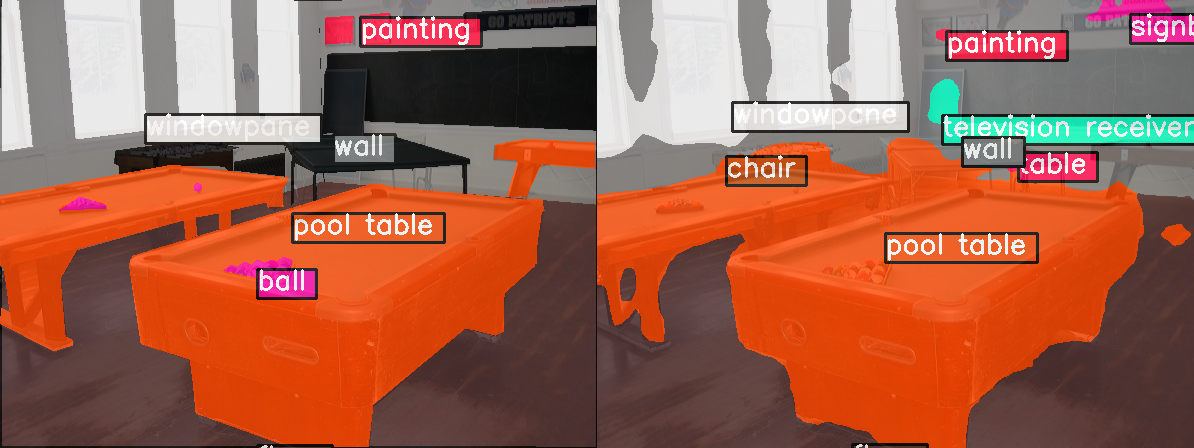 GO PATRIOTS
painting
windowpane
wall
pool table
ball
GO PATRIOTS
signb
painting
windowpane
television receiver
wall
table
chair
pool table